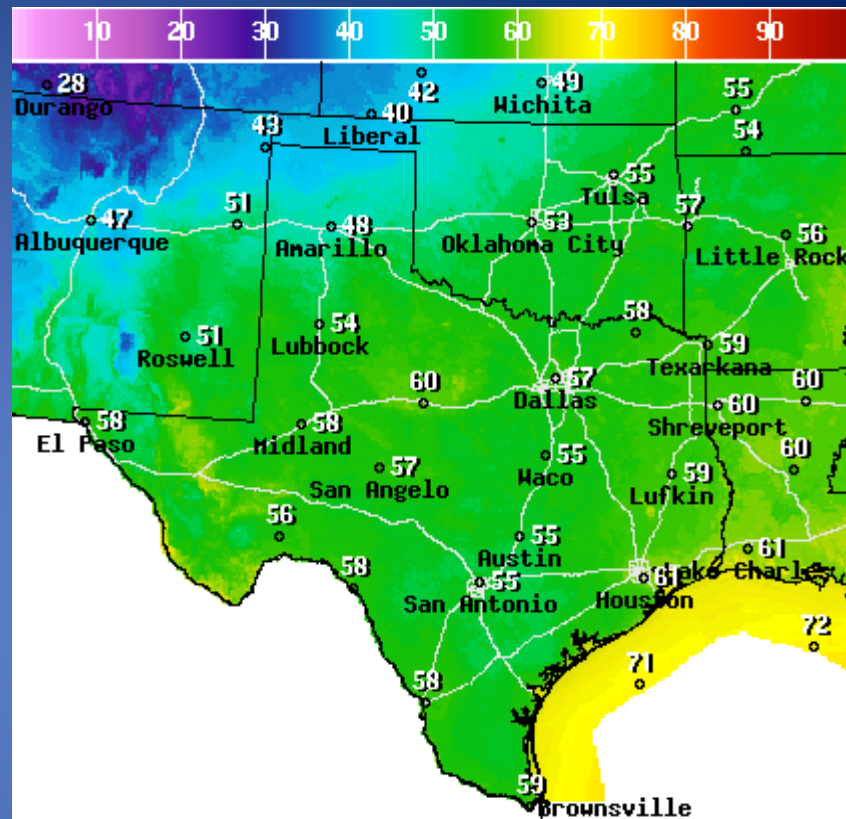 10 20 30 40 50 60 70 80 90
28
Durango
42
49
Wichita
55
40
Liberal
43
54
55
Tulsa
47
Albuquerque
51
48
Amarillo
53
Oklahoma City
57
56
Little Rock
51
Roswell
54
Lubbock
58
59
Texarkana
57
Dallas
60
58
El Paso
58
Midland
60
Shreveport
60
57
San Angelo
55
Waco
59
Lufkin
60
56
55
Austin
61
Lake Charles
58
55
San Antonio
61
Houston
72
71
58
59
Brownsville